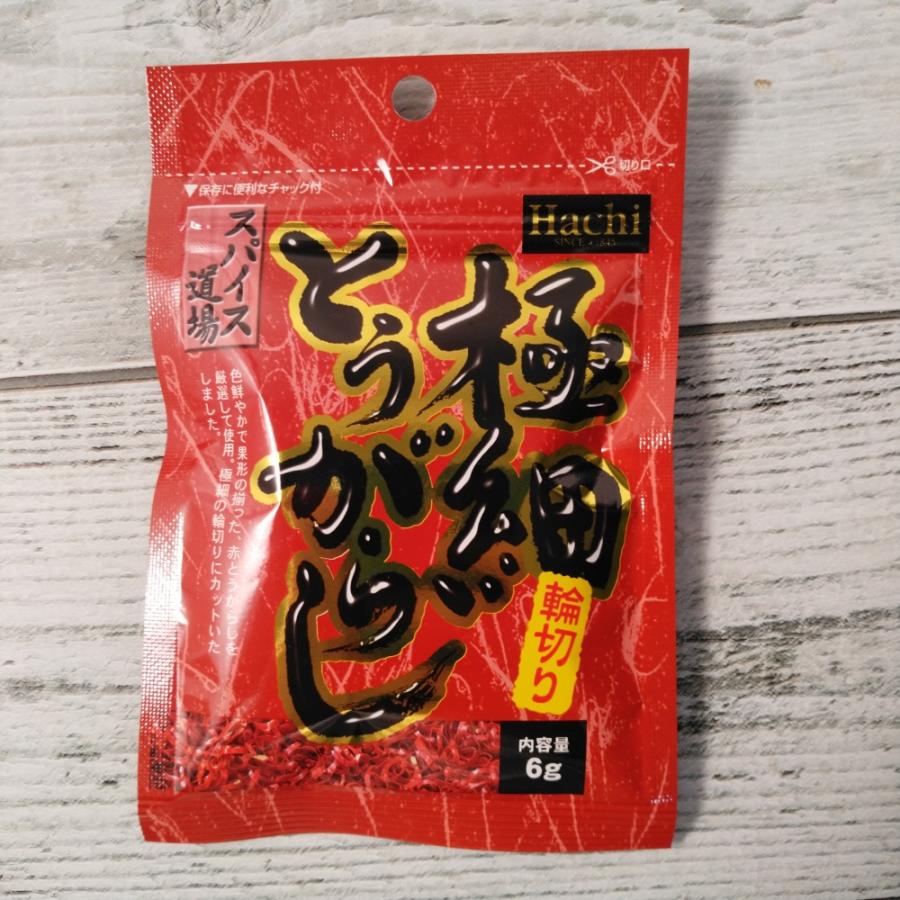 切り口
▼保存に便利なチャック付
Hachi
SINCE 1845
スパイス
道場
極細
とうがらし
輪切り
色鮮やかで果形の揃った、赤とうがらしを
厳選して使用。極細の輪切りにカットいた
しました。
内容量
6g